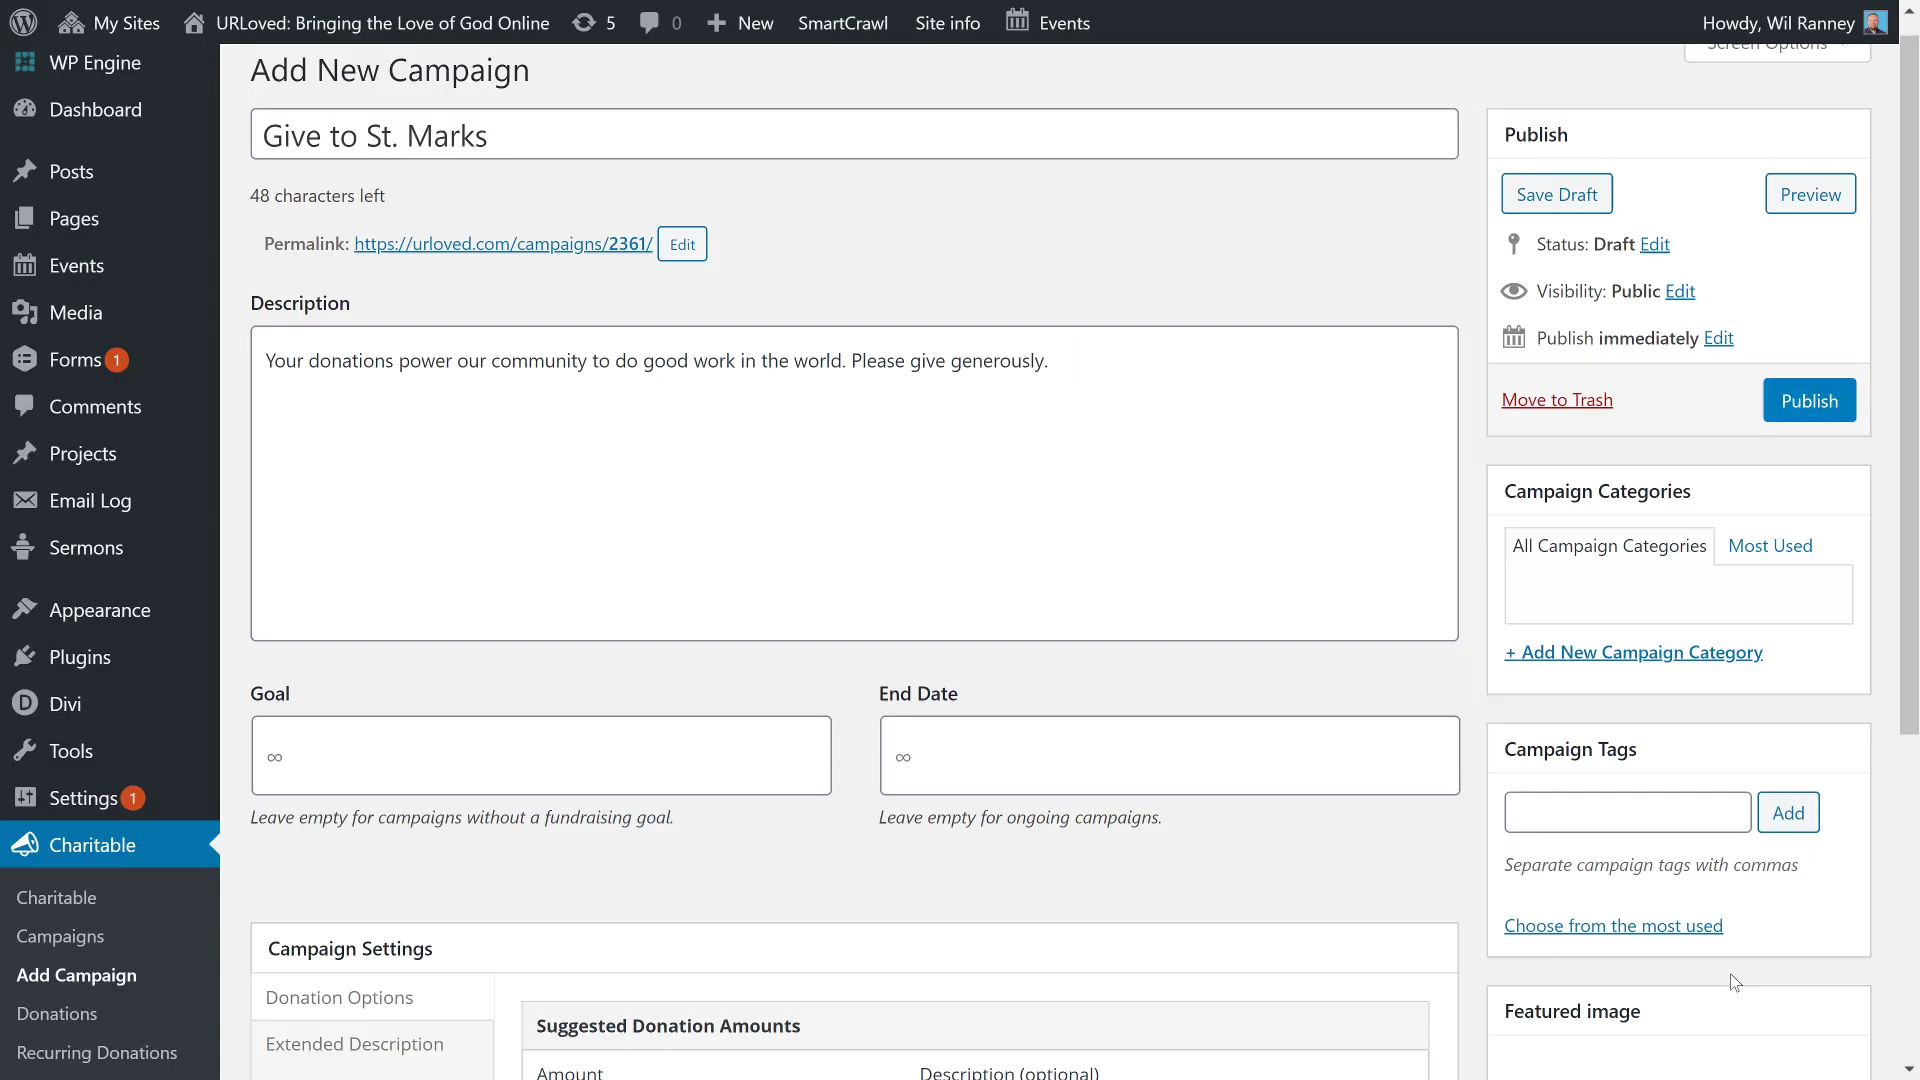 My Sites
URLoved: Bringing the Love of God Online
5
0
New
SmartCrawl
Site info
Events
Howdy, Wil Ranney
WP Engine
Dashboard
Posts
Pages
Events
Media
Forms 1
Comments
Projects
Email Log
Sermons
Appearance
Plugins
Divi
Tools
Settings 1
Charitable
Charitable
Campaigns
Add Campaign
Donations
Recurring Donations
Screen Options
Add New Campaign
Give to St. Marks
48 characters left
Permalink: https://urloved.com/campaigns/2361/ Edit
Description
Your donations power our community to do good work in the world. Please give generously.
Goal
∞
Leave empty for campaigns without a fundraising goal.
End Date
∞
Leave empty for ongoing campaigns.
Campaign Settings
Donation Options
Extended Description
Suggested Donation Amounts
Amount
Description (optional)
Publish
Save Draft
Preview
Status: Draft Edit
Visibility: Public Edit
Publish immediately Edit
Move to Trash
Publish
Campaign Categories
All Campaign Categories
Most Used
+ Add New Campaign Category
Campaign Tags
Add
Separate campaign tags with commas
Choose from the most used
Featured image